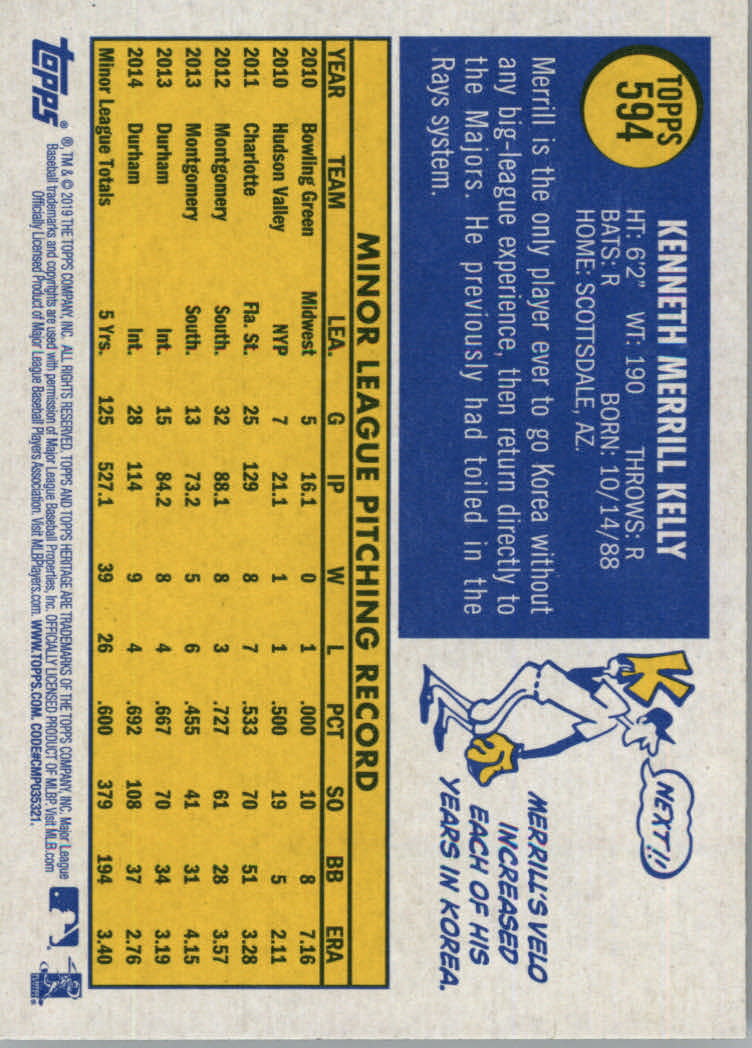 TOPPS
594
KENNETH MERRILL KELLY
HT: 6'2" WT: 190 THROWS: R
BATS: R BORN: 10/14/88
HOME: SCOTTSDALE, AZ.
Merrill is the only player ever to go Korea without
any big-league experience, then return directly to
the Majors. He previously had toiled in the
Rays system.
K
NEXT!!
MERRILL'S VELO
INCREASED
EACH OF HIS
YEARS IN KOREA.
MINOR LEAGUE PITCHING RECORD
YEAR TEAM LEA. G IP W L PCT SO BB ERA
2010 Bowling Green Midwest 5 16.1 0 1 .000 10 8 7.16
2010 Hudson Valley NYP 7 21.1 1 1 .500 19 5 2.11
2011 Charlotte Fla. St. 25 129 8 7 .533 70 51 3.28
2012 Montgomery South. 32 88.1 8 3 .727 61 28 3.57
2013 Montgomery South. 13 73.2 5 6 .455 41 31 4.15
2013 Durham Int. 15 84.2 8 4 .667 70 34 3.19
2014 Durham Int. 28 114 9 4 .692 108 37 2.76
Minor League Totals 5 Yrs. 125 527.1 39 26 .600 379 194 3.40
topps®
®, TM & © 2019 THE TOPPS COMPANY, INC. ALL RIGHTS RESERVED. TOPPS AND TOPPS HERITAGE ARE TRADEMARKS OF THE TOPPS COMPANY, INC. Major League
Baseball trademarks and copyrights are used with permission of Major League Baseball Properties, Inc. OFFICIALLY LICENSED PRODUCT OF MLBP. Visit MLB.com
Officially Licensed Product of Major League Baseball Players Association. Visit MLBPlayers.com. WWW.TOPPS.COM. CODE#CMP035321.